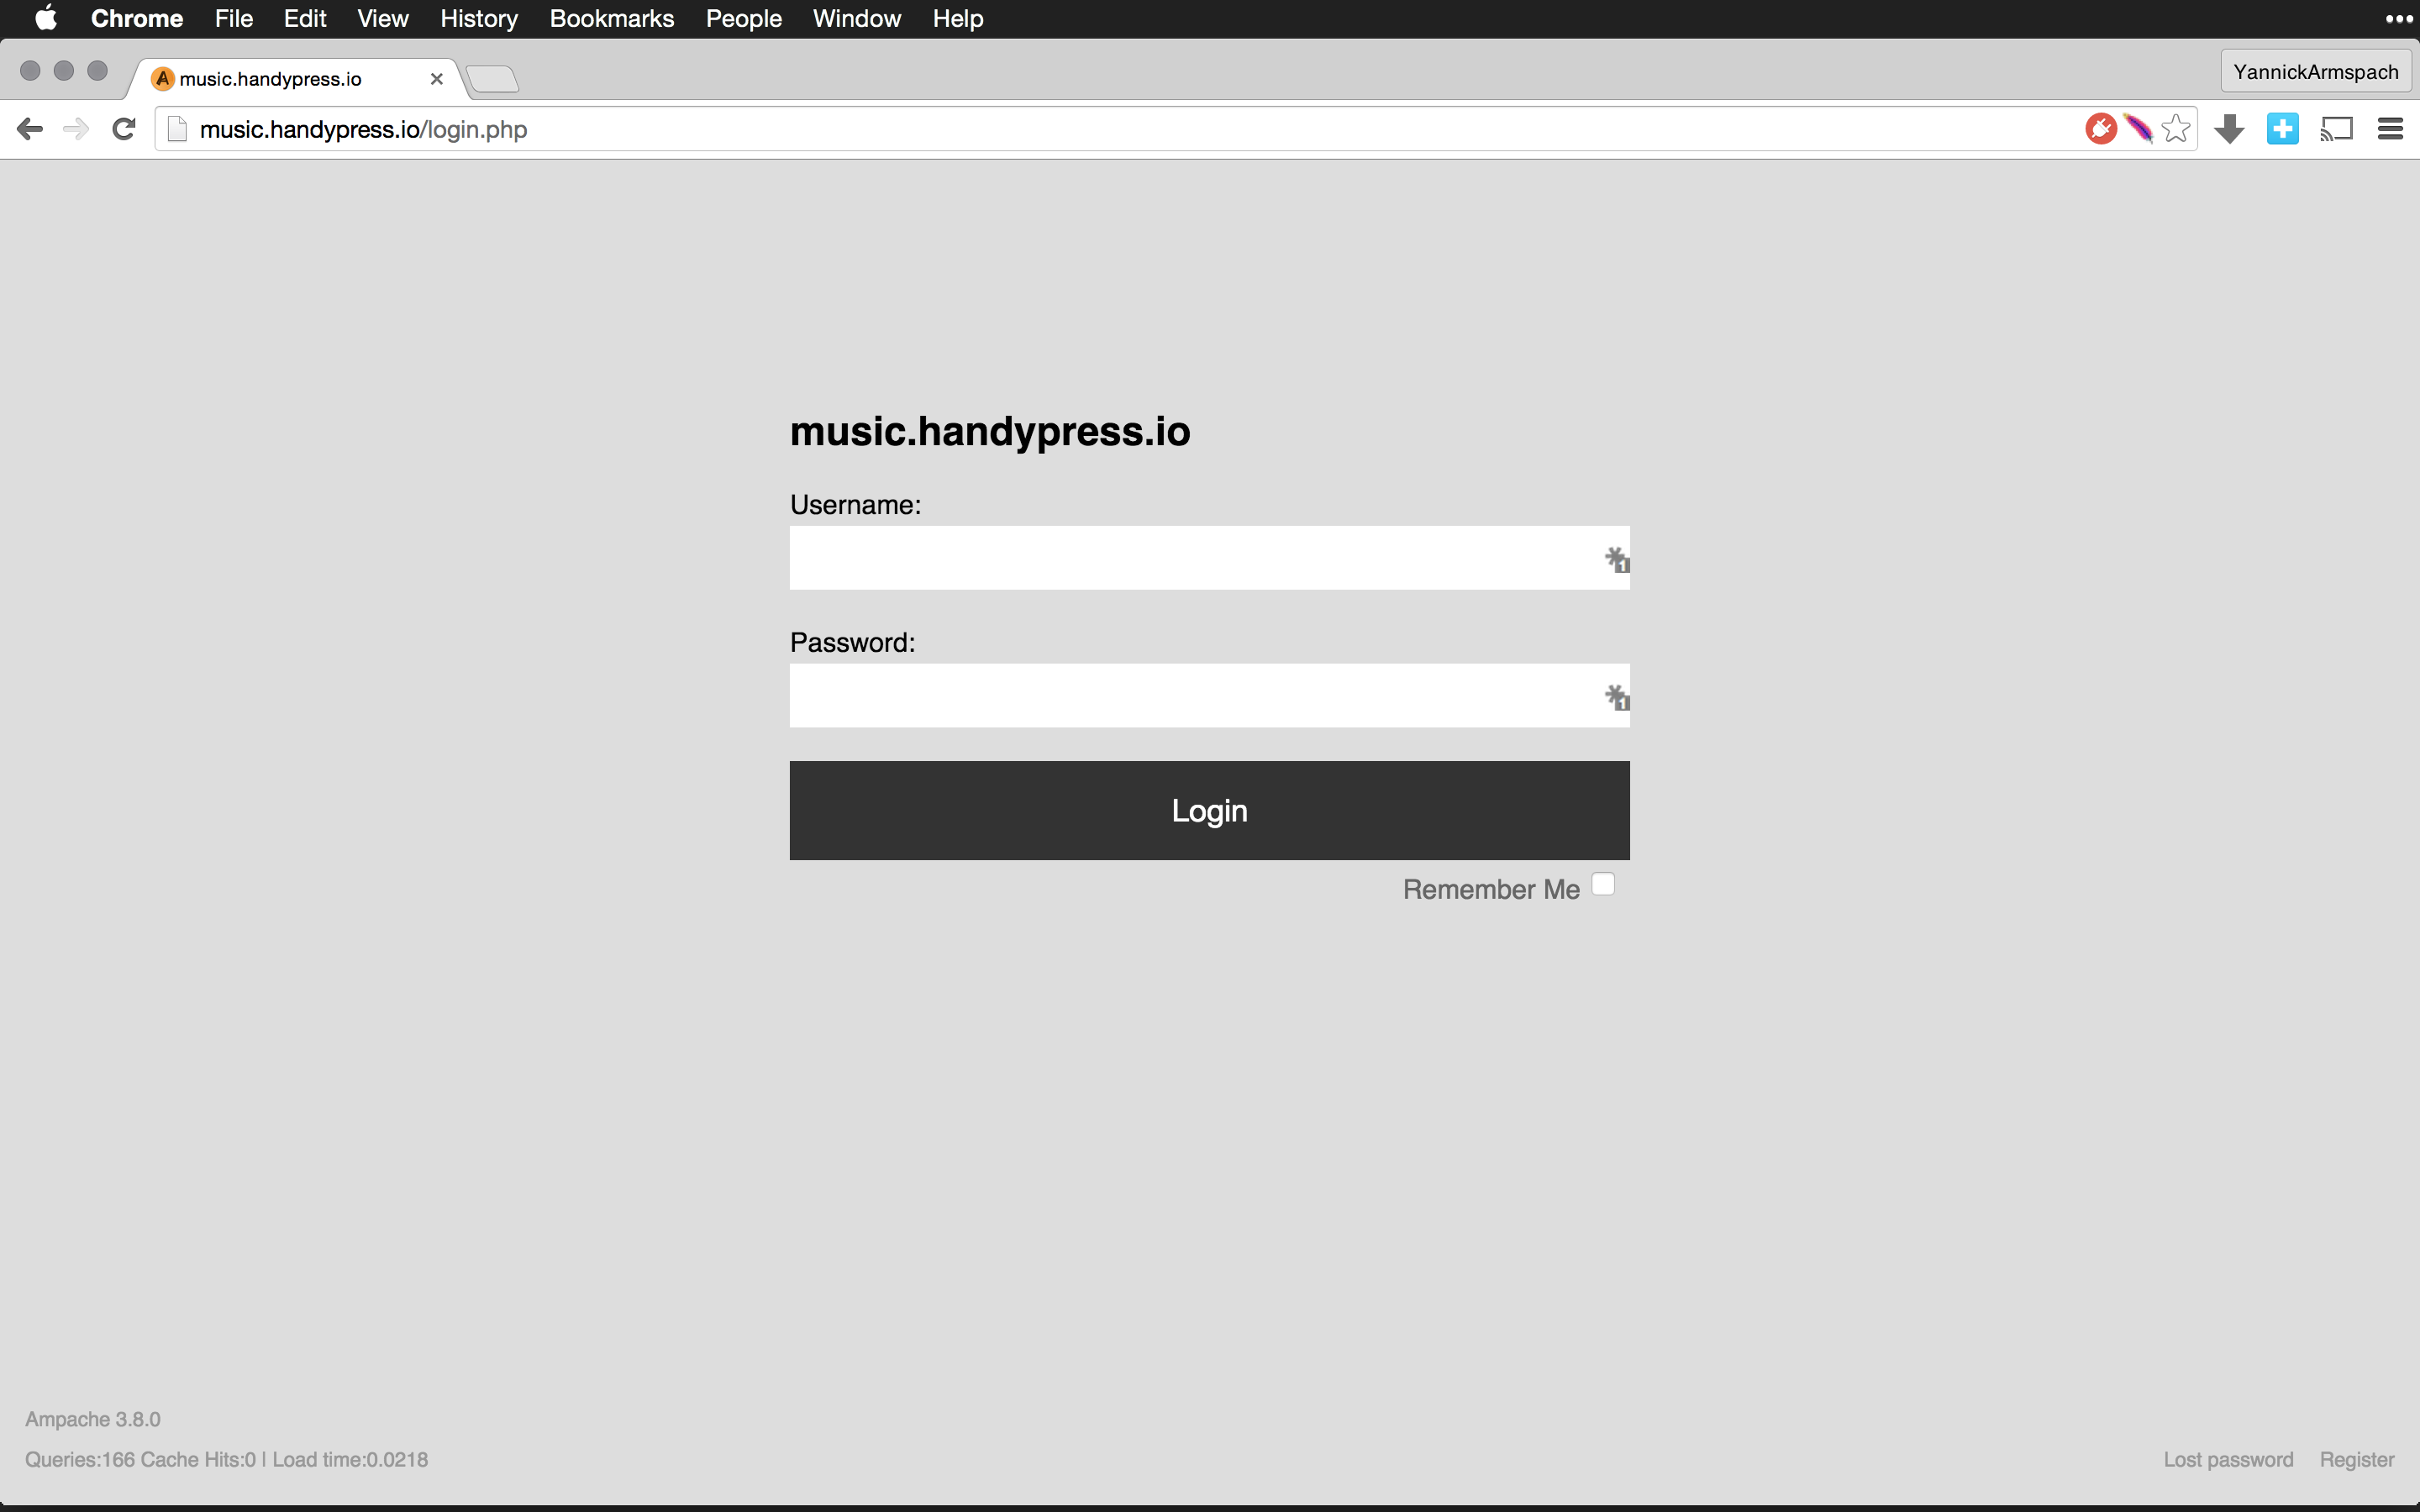 Chrome File Edit View History Bookmarks People Window Help
music.handypress.io
YannickArmspach
music.handypress.io/login.php
music.handypress.io
Username:
1
Password:
1
Login
Remember Me
Ampache 3.8.0
Queries:166 Cache Hits:0 | Load time:0.0218
Lost password Register